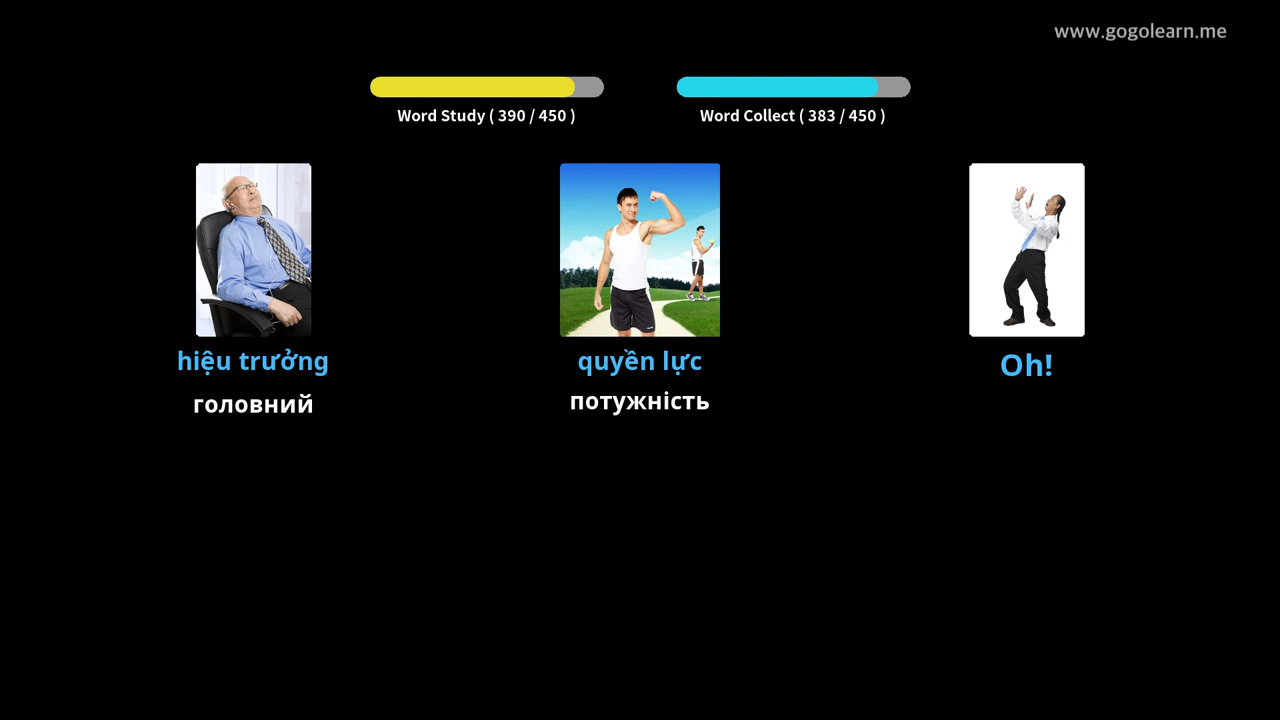 www.gogolearn.me
Word Study ( 390 / 450 )
Word Collect ( 383 / 450 )
hiệu trưởng
головний
quyền lực
потужність
Oh!